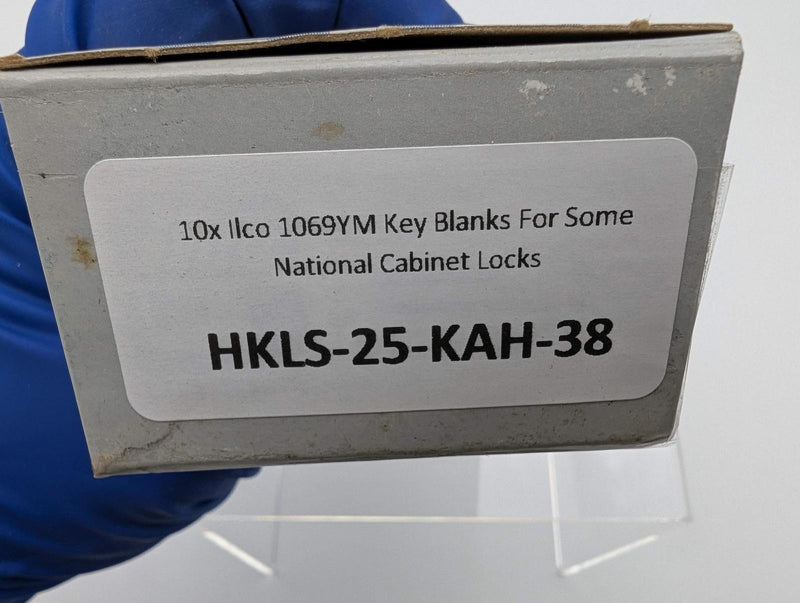 10x Ilco 1069YM Key Blanks For Some
National Cabinet Locks
HKLS-25-KAH-38